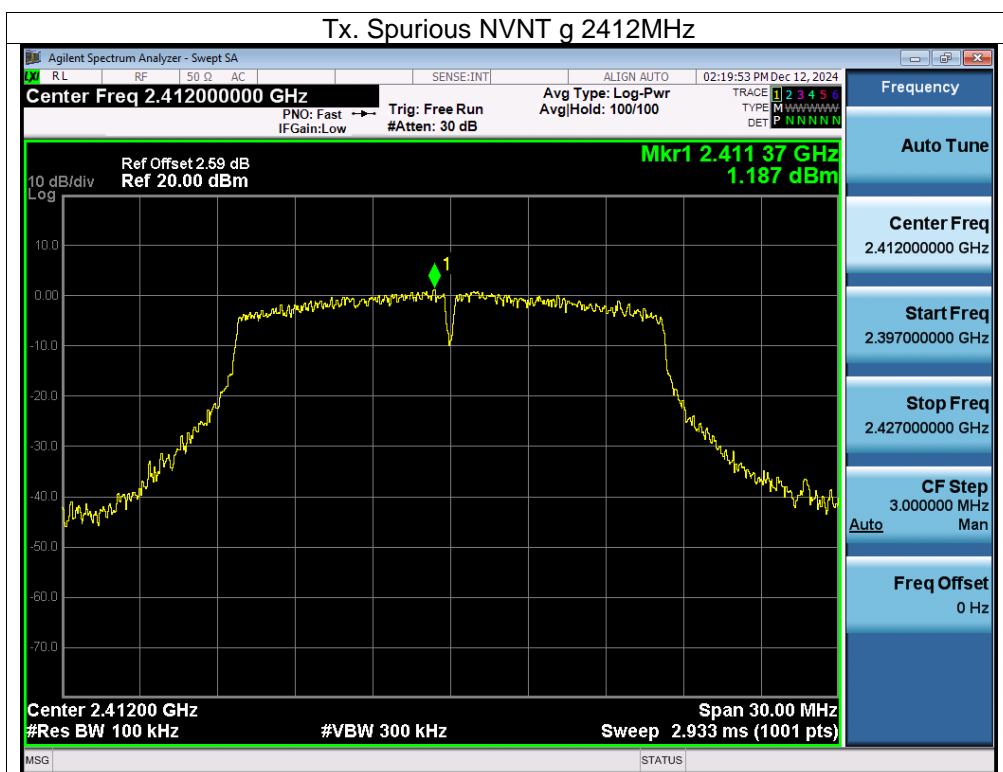 Tx. Spurious NVNT g 2412MHz
Agilent Spectrum Analyzer - Swept SA
LXI RL RF 50 Ω AC SENSE:INT ALIGN AUTO 02:19:53 PM Dec 12, 2024
Center Freq 2.412000000 GHz
PNO: Fast
IFGain:Low
Trig: Free Run
#Atten: 30 dB
Avg Type: Log-Pwr
Avg|Hold: 100/100
TRACE 1 2 3 4 5 6
TYPE M WWWWW
DET P N N N N N
Frequency
Auto Tune
Center Freq
2.412000000 GHz
Start Freq
2.397000000 GHz
Stop Freq
2.427000000 GHz
CF Step
3.000000 MHz
Auto Man
Freq Offset
0 Hz
Mkr1 2.411 37 GHz
1.187 dBm
Ref Offset 2.59 dB
10 dB/div Ref 20.00 dBm
Log
10.0
1
0.00
-10.0
-20.0
-30.0
-40.0
-50.0
-60.0
-70.0
Center 2.41200 GHz Span 30.00 MHz
#Res BW 100 kHz #VBW 300 kHz Sweep 2.933 ms (1001 pts)
MSG STATUS